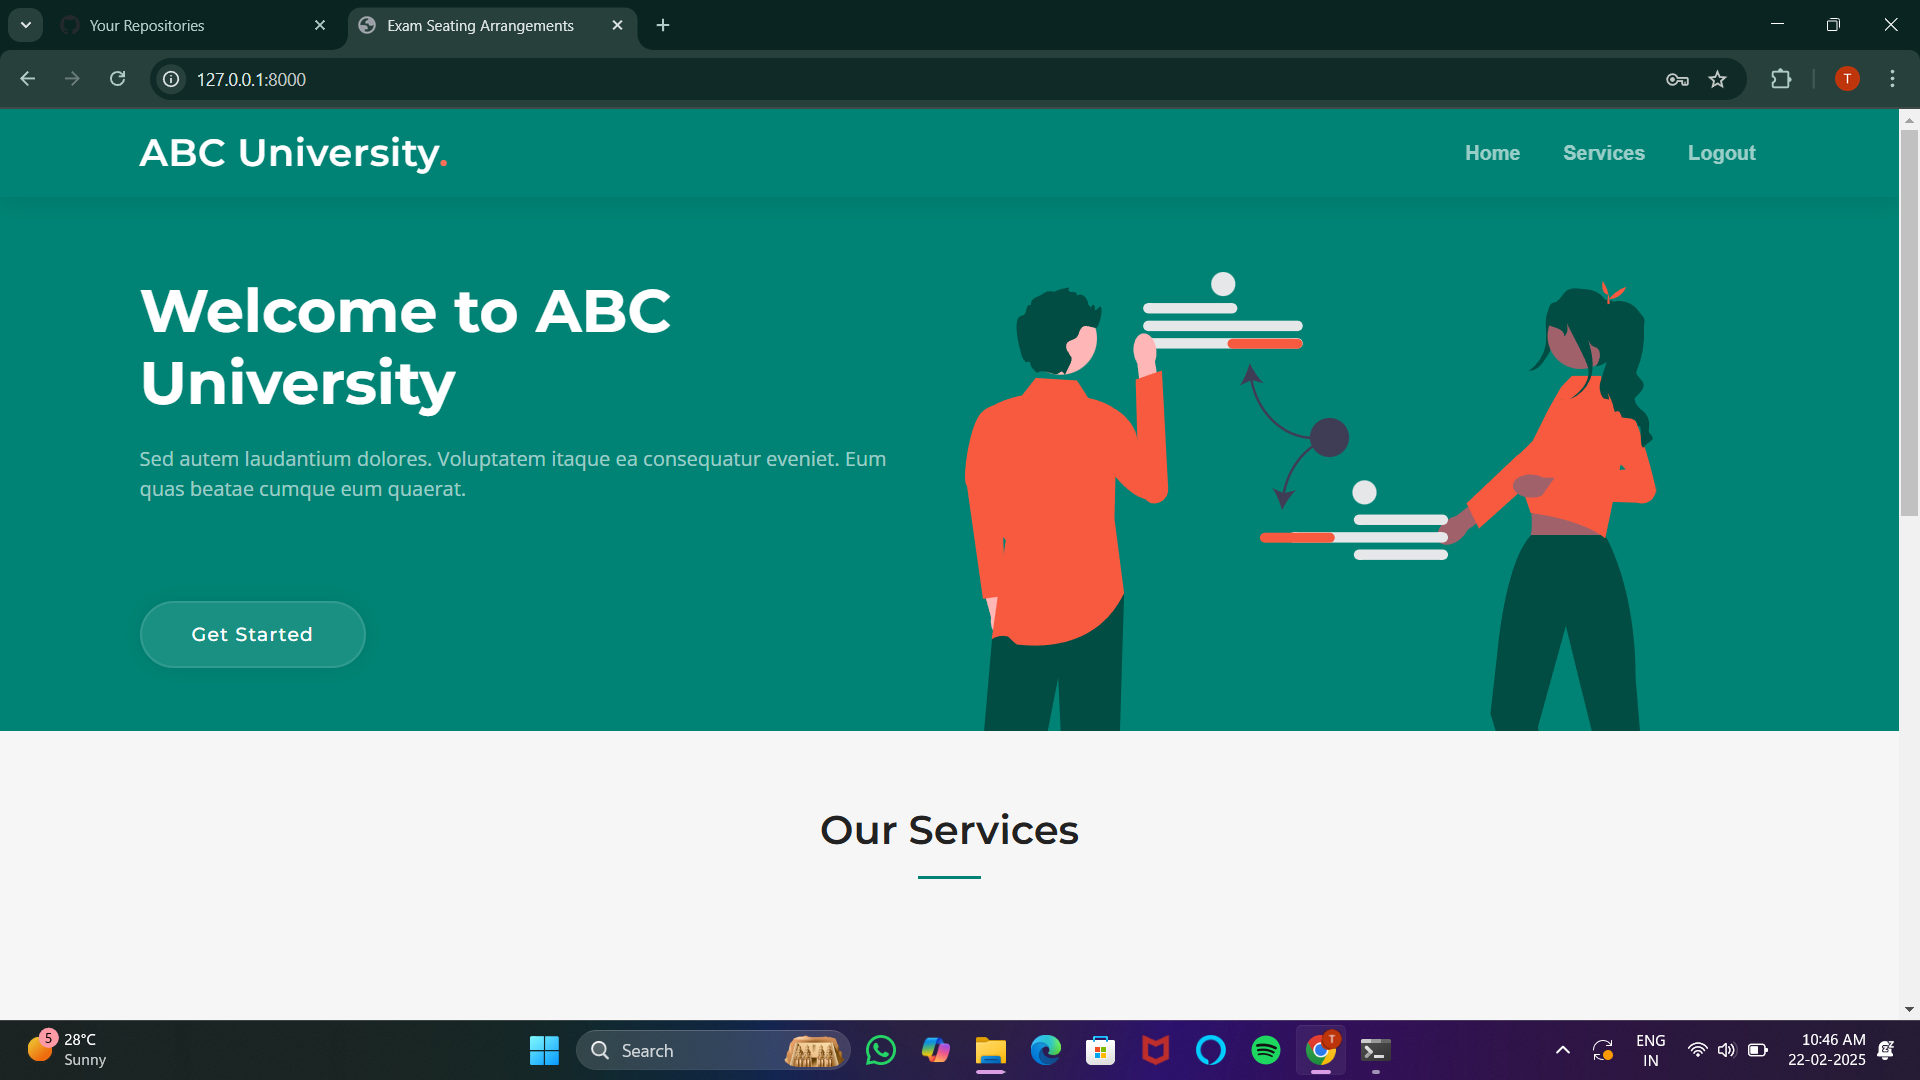 Your Repositories
Exam Seating Arrangements
127.0.0.1:8000
T
ABC University.
Home
Services
Logout
Welcome to ABC
University
Sed autem laudantium dolores. Voluptatem itaque ea consequatur eveniet. Eum
quas beatae cumque eum quaerat.
Get Started
Our Services
5
28°C
Sunny
Search
T
ENG
IN
10:46 AM
22-02-2025